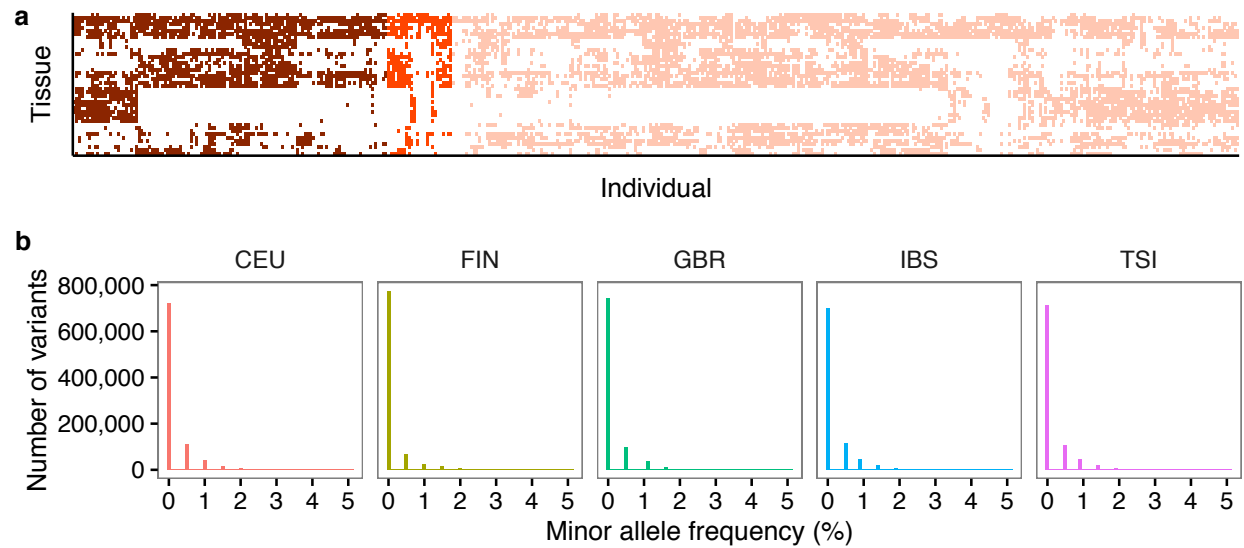 a
Tissue
Individual
b
CEU FIN GBR IBS TSI
Number of variants
800,000
600,000
400,000
200,000
0
0 1 2 3 4 5 0 1 2 3 4 5 0 1 2 3 4 5 0 1 2 3 4 5 0 1 2 3 4 5
Minor allele frequency (%)